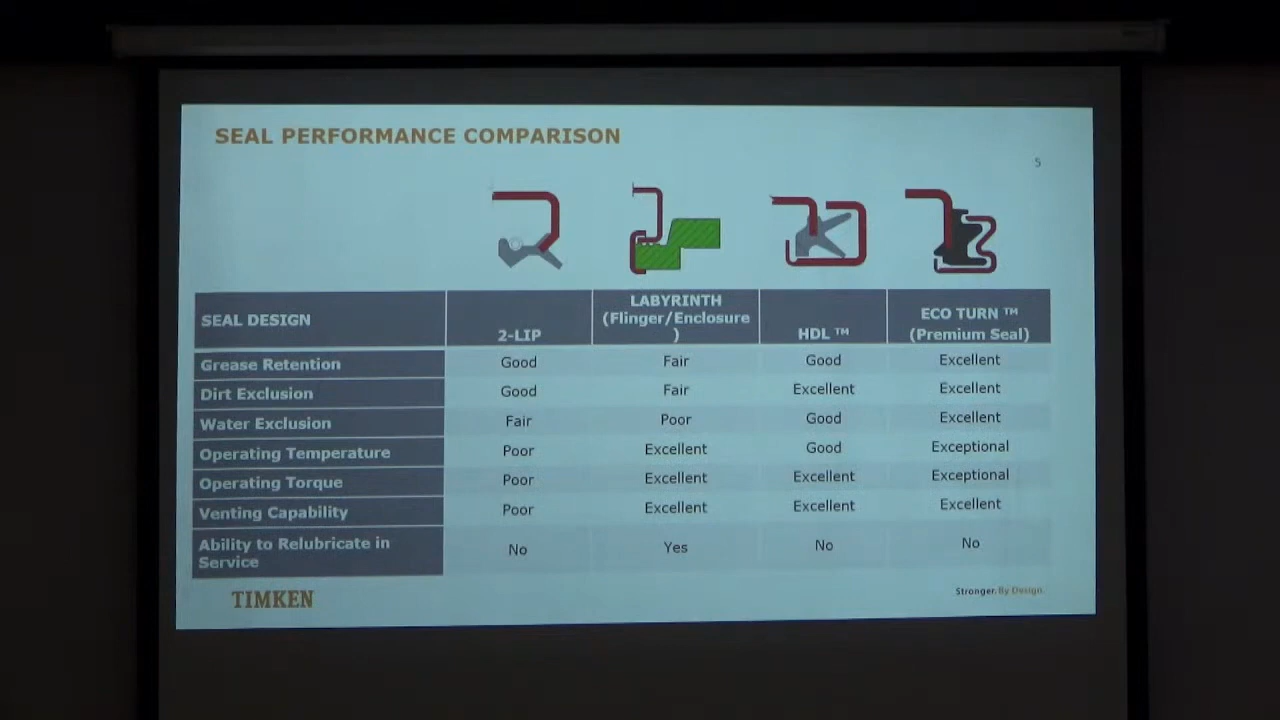 SEAL PERFORMANCE COMPARISON
5
SEAL DESIGN
2-LIP
LABYRINTH
(Flinger/Enclosure
)
HDL ™
ECO TURN ™
(Premium Seal)
Grease Retention Good Fair Good Excellent
Dirt Exclusion Good Fair Excellent Excellent
Water Exclusion Fair Poor Good Excellent
Operating Temperature Poor Excellent Good Exceptional
Operating Torque Poor Excellent Excellent Exceptional
Venting Capability Poor Excellent Excellent Excellent
Ability to Relubricate in
Service
No Yes No No
TIMKEN
Stronger. By Design.